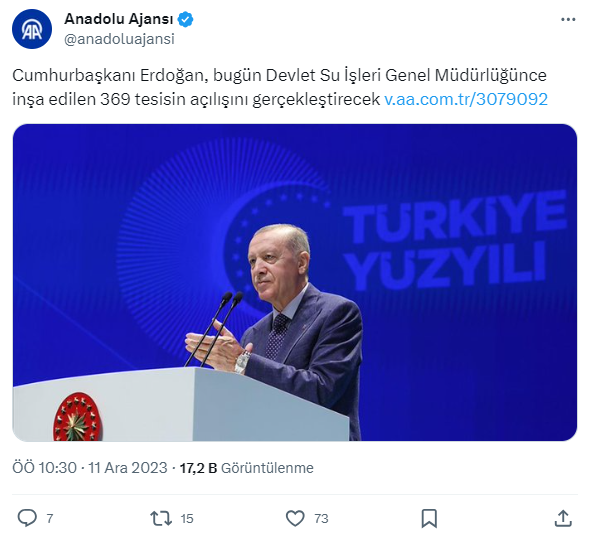 Anadolu Ajansı
@anadoluajansi
Cumhurbaşkanı Erdoğan, bugün Devlet Su İşleri Genel Müdürlüğünce
inşa edilen 369 tesisin açılışını gerçekleştirecek v.aa.com.tr/3079092
TÜRKİYE
YÜZYILI
ÖÖ 10:30 · 11 Ara 2023 · 17,2 B Görüntülenme
7 15 73